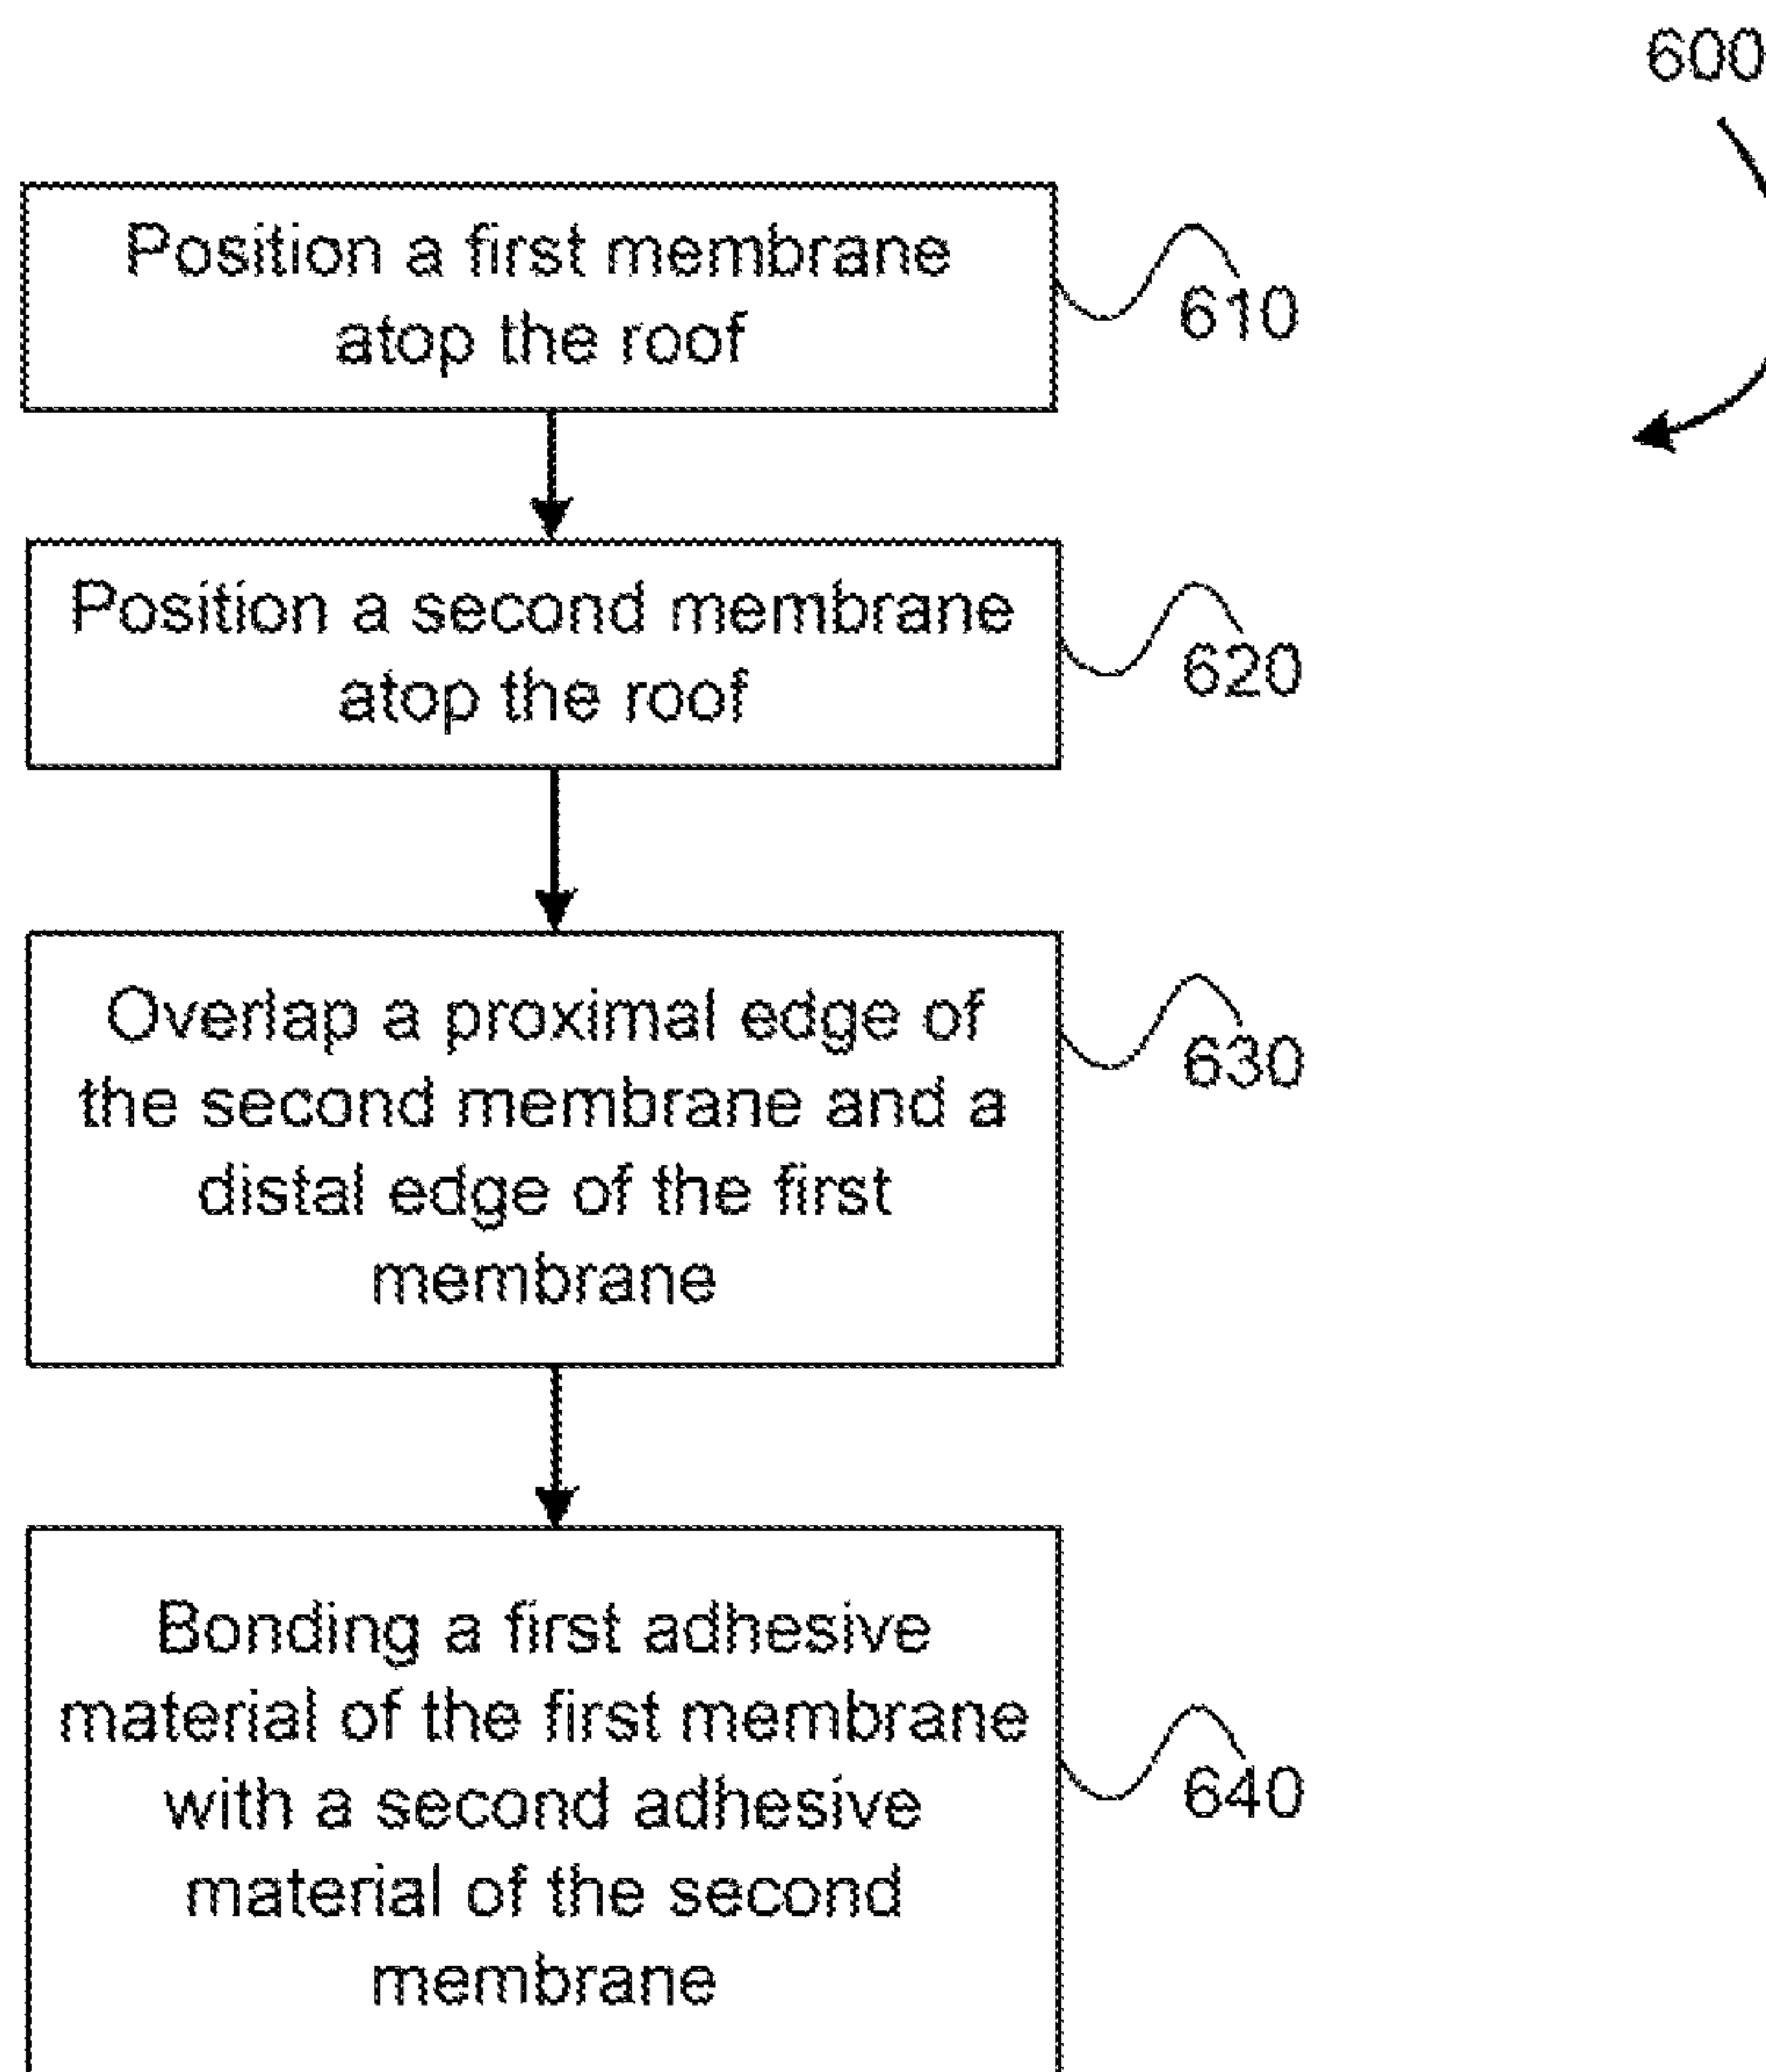 600
Position a first membrane
atop the roof
610
Position a second membrane
atop the roof
620
Overlap a proximal edge of
the second membrane and a
distal edge of the first
membrane
630
Bonding a first adhesive
material of the first membrane
with a second adhesive
material of the second
membrane
640